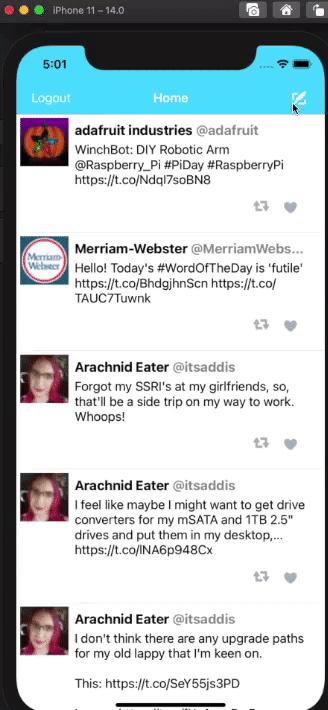 iPhone 11 – 14.0
5:01
Logout Home
adafruit industries @adafruit
WinchBot: DIY Robotic Arm
@Raspberry_Pi #PiDay #RaspberryPi
https://t.co/Ndql7soBN8
Merriam-Webster @MerriamWebs...
Hello! Today's #WordOfTheDay is 'futile'
https://t.co/BhdgjhnScn https://t.co/
TAUC7Tuwnk
Merriam-
Webster
Arachnid Eater @itsaddis
Forgot my SSRI's at my girlfriends, so,
that'll be a side trip on my way to work.
Whoops!
Arachnid Eater @itsaddis
I feel like maybe I might want to get drive
converters for my mSATA and 1TB 2.5"
drives and put them in my desktop,...
https://t.co/lNA6p948Cx
Arachnid Eater @itsaddis
I don't think there are any upgrade paths
for my old lappy that I'm keen on.
This: https://t.co/SeY55js3PD